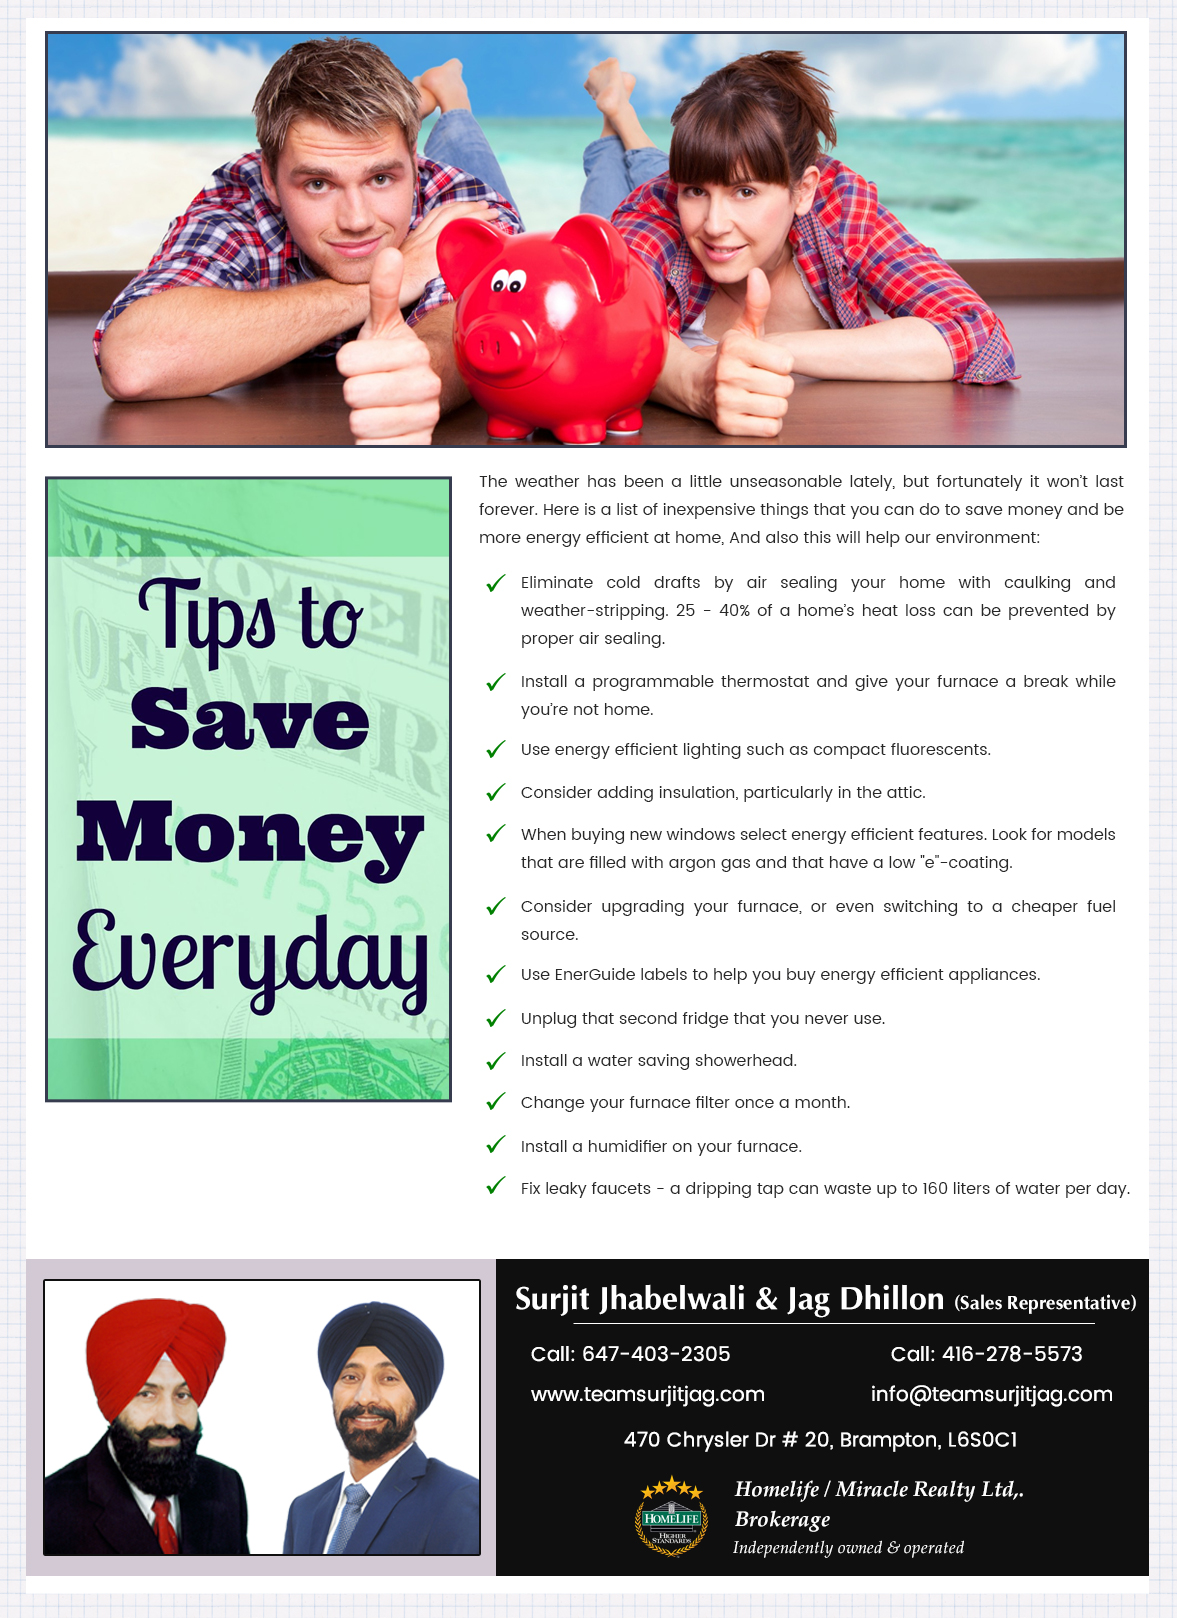 Tips to
Save
Money
Everyday
The weather has been a little unseasonable lately, but fortunately it won't last
forever. Here is a list of inexpensive things that you can do to save money and be
more energy efficient at home, And also this will help our environment:
Eliminate cold drafts by air sealing your home with caulking and
weather-stripping. 25 - 40% of a home's heat loss can be prevented by
proper air sealing.
Install a programmable thermostat and give your furnace a break while
you're not home.
Use energy efficient lighting such as compact fluorescents.
Consider adding insulation, particularly in the attic.
When buying new windows select energy efficient features. Look for models
that are filled with argon gas and that have a low "e"-coating.
Consider upgrading your furnace, or even switching to a cheaper fuel
source.
Use EnerGuide labels to help you buy energy efficient appliances.
Unplug that second fridge that you never use.
Install a water saving showerhead.
Change your furnace filter once a month.
Install a humidifier on your furnace.
Fix leaky faucets - a dripping tap can waste up to 160 liters of water per day.
Surjit Jhabelwali & Jag Dhillon (Sales Representative)
Call: 647-403-2305 Call: 416-278-5573
www.teamsurjitjag.com info@teamsurjitjag.com
470 Chrysler Dr # 20, Brampton, L6S0C1
HOMELIFE
HIGHER
STANDARDS
Homelife / Miracle Realty Ltd,.
Brokerage
Independently owned & operated